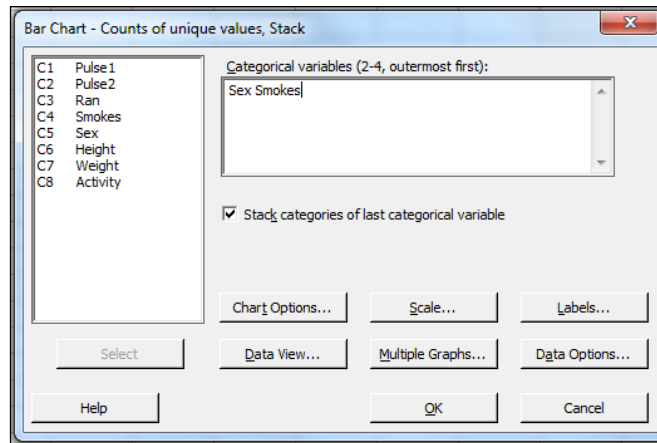 Bar Chart - Counts of unique values, Stack
C1 Pulse1
C2 Pulse2
C3 Ran
C4 Smokes
C5 Sex
C6 Height
C7 Weight
C8 Activity
Categorical variables (2-4, outermost first):
Sex Smokes
Stack categories of last categorical variable
Chart Options... Scale... Labels...
Select Data View... Multiple Graphs... Data Options...
Help OK Cancel